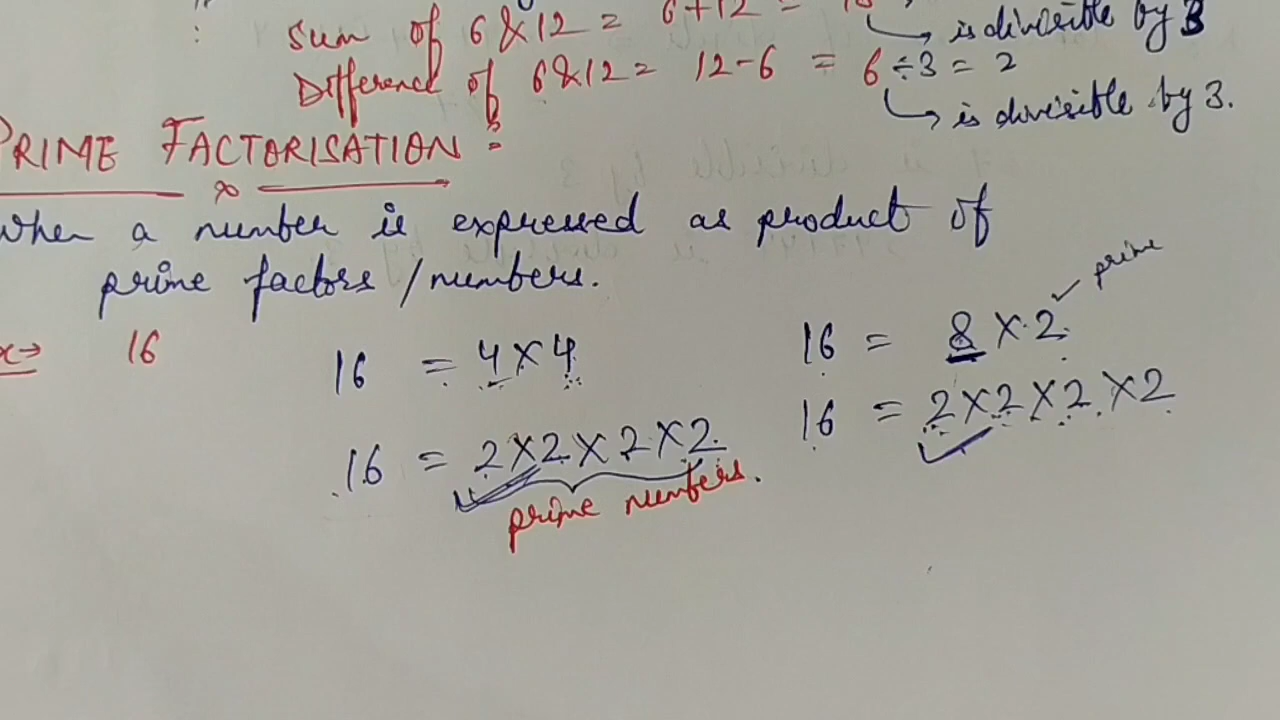 Sum of 6 & 12 = 6+12 =
is divisible by 3
Difference of 6 & 12 = 12-6 = 6 ÷ 3 = 2
is divisible by 3.
PRIME FACTORISATION :
When a number is expressed as product of
prime factors / numbers.
prime
16
16 = 4 × 4
16 = 8 × 2
16 = 2 × 2 × 2 × 2
16 = 2 × 2 × 2 × 2
prime numbers.